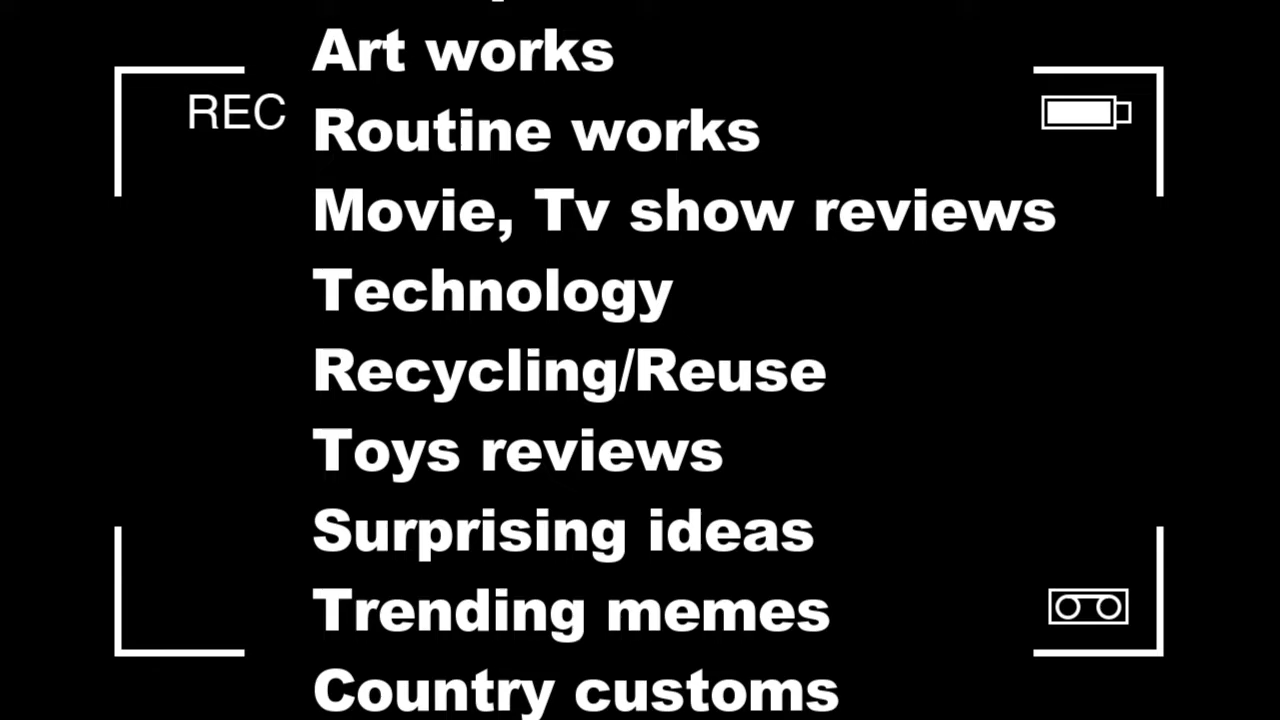 Art works
REC
Routine works
Movie, Tv show reviews
Technology
Recycling/Reuse
Toys reviews
Surprising ideas
Trending memes
Country customs